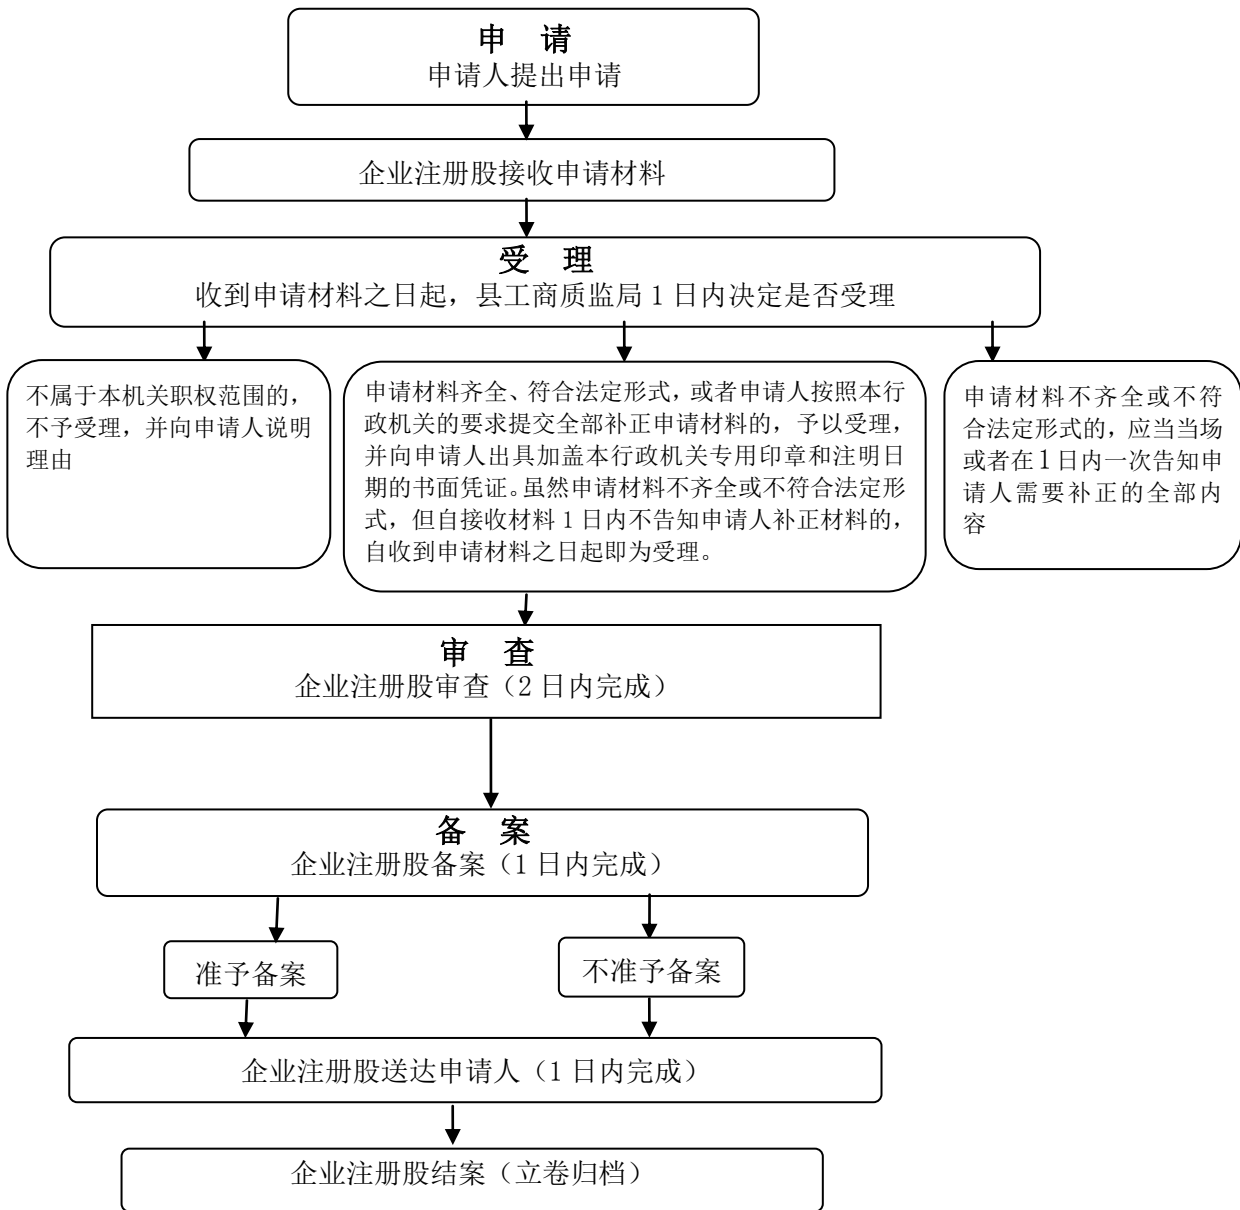 申 请
申请人提出申请
企业注册股接收申请材料
受 理
收到申请材料之日起，县工商质监局 1 日内决定是否受理
不属于本机关职权范围的，
不予受理，并向申请人说明
理由
申请材料齐全、符合法定形式，或者申请人按照本行
政机关的要求提交全部补正申请材料的，予以受理，
并向申请人出具加盖本行政机关专用印章和注明日
期的书面凭证。虽然申请材料不齐全或不符合法定形
式，但自接收材料 1 日内不告知申请人补正材料的，
自收到申请材料之日起即为受理。
申请材料不齐全或不符
合法定形式的，应当当场
或者在 1 日内一次告知申
请人需要补正的全部内
容
审 查
企业注册股审查（2 日内完成）
备 案
企业注册股备案（1 日内完成）
准予备案
不准予备案
企业注册股送达申请人（1 日内完成）
企业注册股结案（立卷归档）